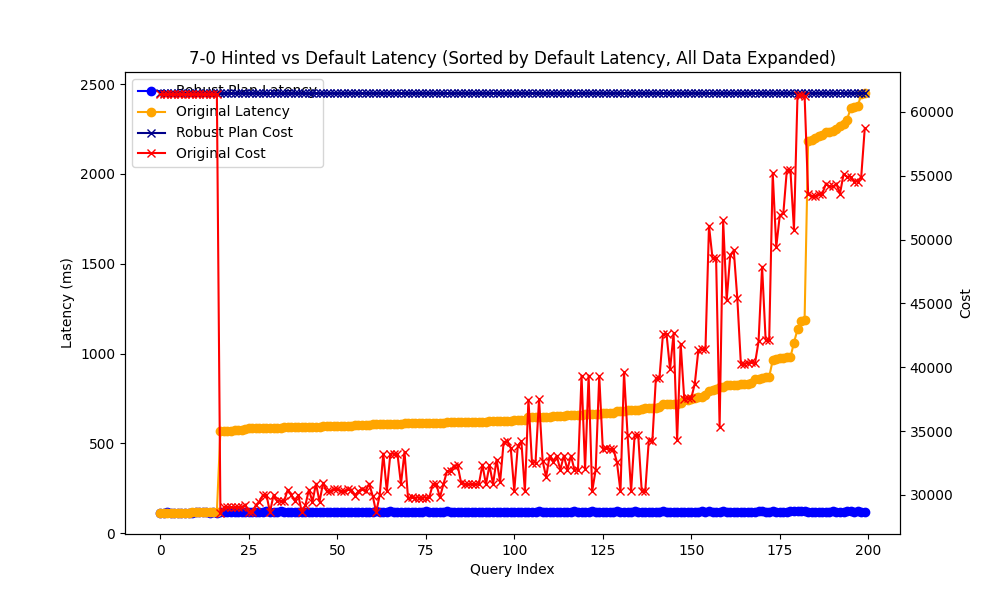 7-0 Hinted vs Default Latency (Sorted by Default Latency, All Data Expanded)
Robust Plan Latency
Original Latency
Robust Plan Cost
Original Cost
2500
2000
1500
1000
500
0
Latency (ms)
60000
55000
50000
45000
40000
35000
30000
Cost
0 25 50 75 100 125 150 175 200
Query Index